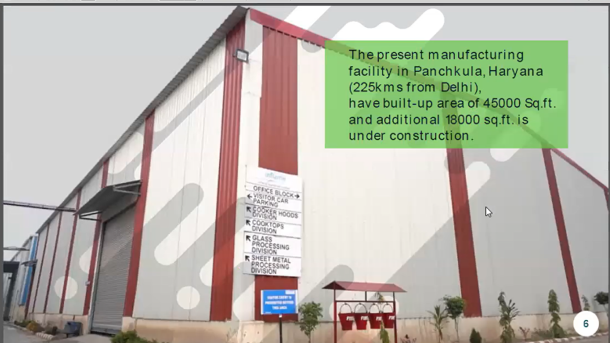 The present manufacturing
facility in Panchkula, Haryana
(225kms from Delhi),
have built-up area of 45000 Sq.ft.
and additional 18000 sq.ft. is
under construction.
OFFICE BLOCK
VISITOR CAR
PARKING
COOKER HOODS
DIVISION
COOKTOPS
DIVISION
GLASS
PROCESSING
DIVISION
SHEET METAL
PROCESSING
DIVISION
6